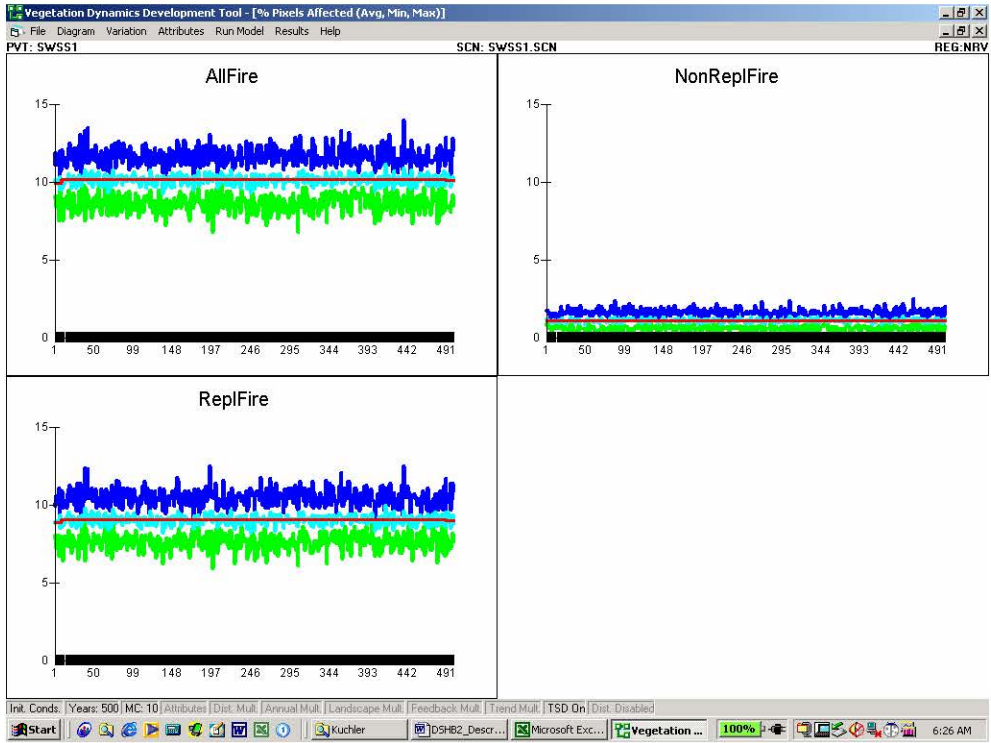 Vegetation Dynamics Development Tool - [% Pixels Affected (Avg, Min, Max)]
File Diagram Variation Attributes Run Model Results Help
PVT: SWSS1 SCN: SWSS1.SCN REG:NRV
AllFire
15
10
5
0
1 50 99 148 197 246 295 344 393 442 491
NonReplFire
15
10
5
0
1 50 99 148 197 246 295 344 393 442 491
ReplFire
15
10
5
0
1 50 99 148 197 246 295 344 393 442 491
Init. Conds. Years: 500 MC: 10 Attributes Dist. Mult. Annual Mult. Landscape Mult. Feedback Mult. Trend Mult. TSD On Dist. Disabled
Start Kuchler DSHB2_Descr... Microsoft Exc... Vegetation ... 100% 6:26 AM